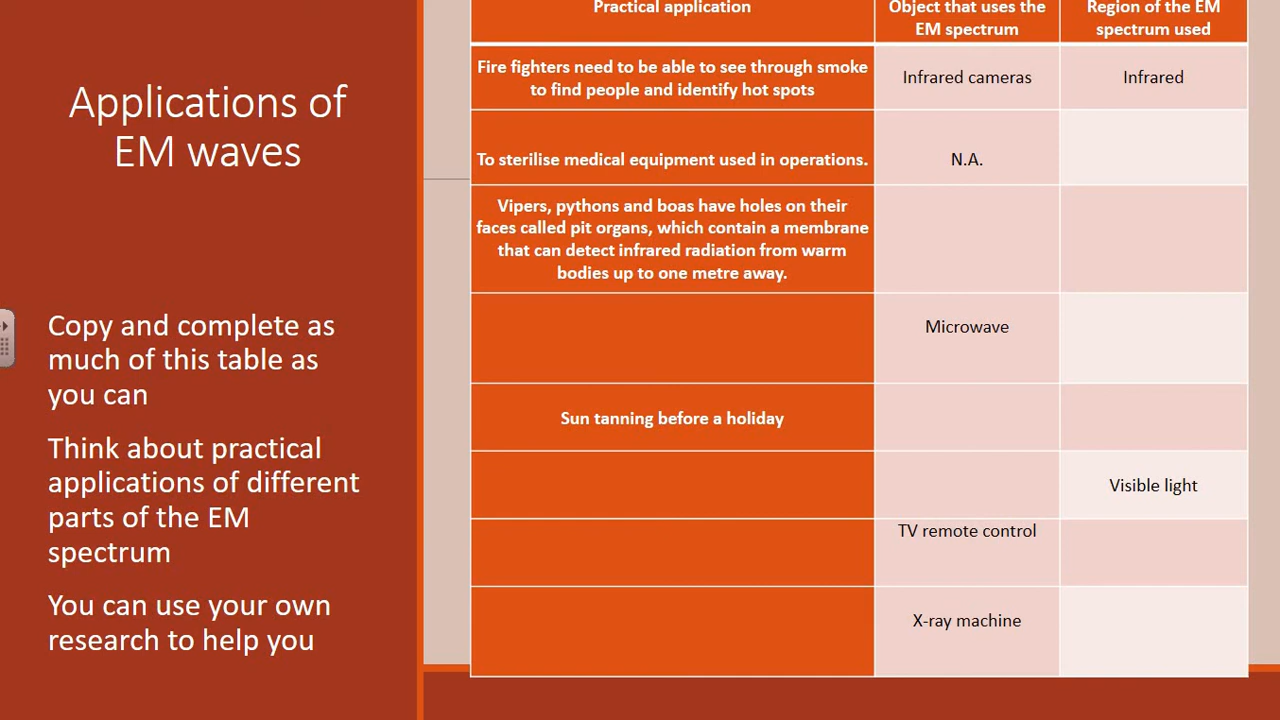 Applications of
EM waves
Copy and complete as
much of this table as
you can
Think about practical
applications of different
parts of the EM
spectrum
You can use your own
research to help you
Practical application
Object that uses the
EM spectrum
Region of the EM
spectrum used
Fire fighters need to be able to see through smoke
to find people and identify hot spots
Infrared cameras
Infrared
To sterilise medical equipment used in operations.
N.A.
Vipers, pythons and boas have holes on their
faces called pit organs, which contain a membrane
that can detect infrared radiation from warm
bodies up to one metre away.
Microwave
Sun tanning before a holiday
Visible light
TV remote control
X-ray machine